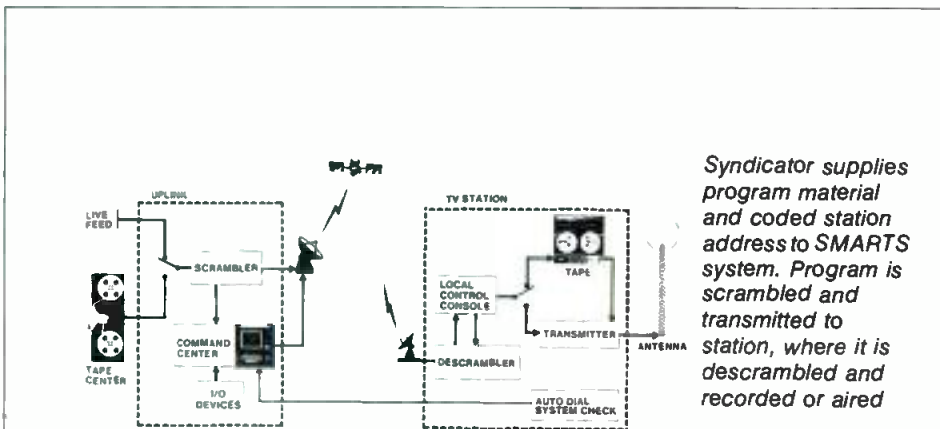 UPLINK
LIVE
FEED
SCRAMBLER
COMMAND
CENTER
TAPE
CENTER
I/O
DEVICES
TV STATION
TAPE
LOCAL
CONTROL
CONSOLE
TRANSMITTER
ANTENNA
DESCRAMBLER
AUTO DIAL
SYSTEM CHECK
Syndicator supplies
program material
and coded station
address to SMARTS
system. Program is
scrambled and
transmitted to
station, where it is
descrambled and
recorded or aired